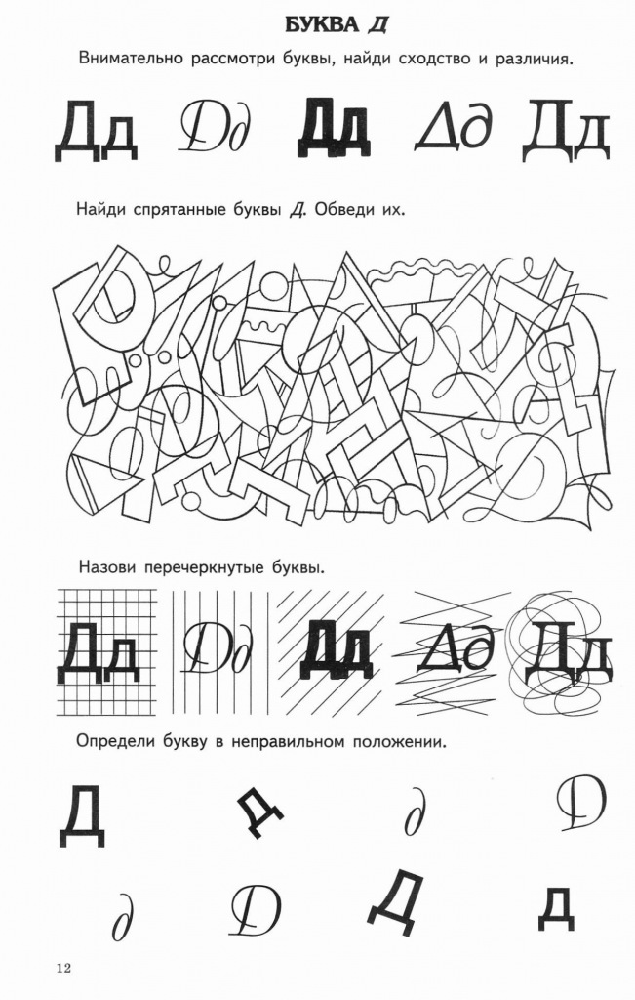 БУКВА Д
Внимательно рассмотри буквы, найди сходство и различия.
Дд Дд Дд Дд Дд
Найди спрятанные буквы Д. Обведи их.
Назови перечеркнутые буквы.
Дд Дд Дд Дд Дд
Определи букву в неправильном положении.
Д д д Д
д Д Д д
12